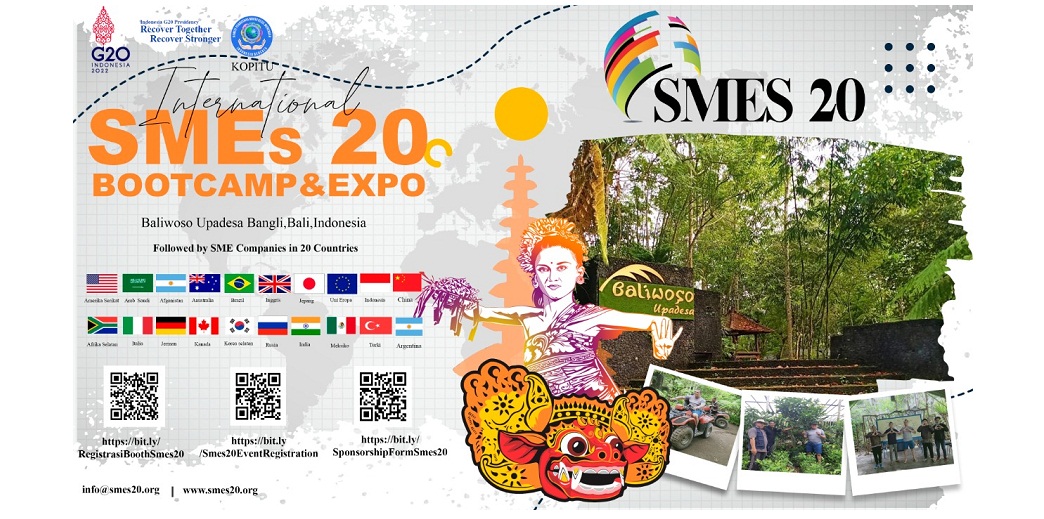 Indonesia G20 Presidency
Recover Together
Recover Stronger
G20
INDONESIA
2022
KOPITU
International
SMEs 20
BOOTCAMP&EXPO
Baliwoso Upadesa Bangli,Bali,Indonesia
Followed by SME Companies in 20 Countries
Amerika Serikat Arab Saudi Afganstan Australia Brazil Inggris Jepang Uni Eropa Indonesia China
Afrika Selatan Italia Jerman Kanada Korea selatan Rusia India Meksiko Turki Argentina
https://bit.ly/
RegistrasiBoothSmes20
https://bit.ly
/Smes20EventRegistration
https://bit.ly/
SponsorshipFormSmes20
info@smes20.org | www.smes20.org
SMES 20
Baliwoso
Upadesa